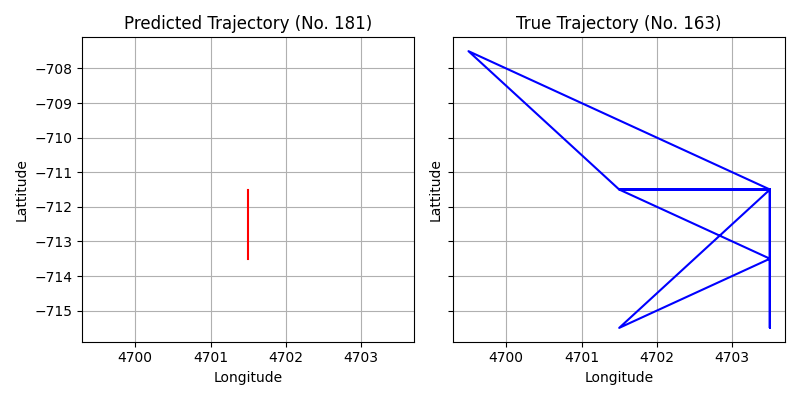 Predicted Trajectory (No. 181)
True Trajectory (No. 163)
−708
−709
−710
−711
−712
−713
−714
−715
Lattitude
Lattitude
4700 4701 4702 4703
4700 4701 4702 4703
Longitude
Longitude